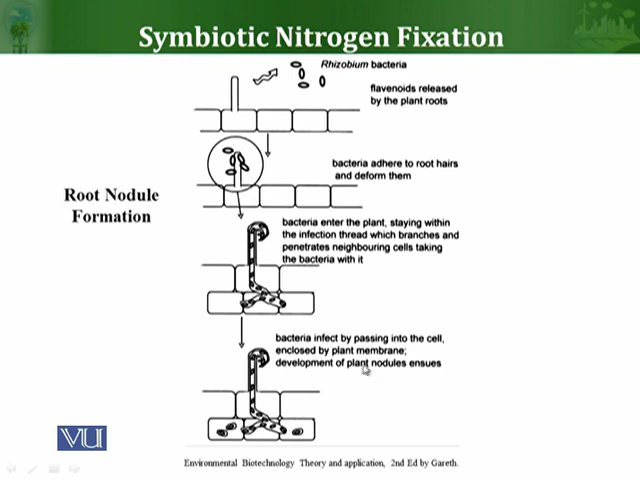 Symbiotic Nitrogen Fixation
Rhizobium bacteria
flavenoids released
by the plant roots
bacteria adhere to root hairs
and deform them
Root Nodule
Formation
bacteria enter the plant, staying within
the infection thread which branches and
penetrates neighbouring cells taking
the bacteria with it
bacteria infect by passing into the cell,
enclosed by plant membrane;
development of plant nodules ensues
VU
Environmental Biotechnology Theory and application, 2nd Ed by Gareth.